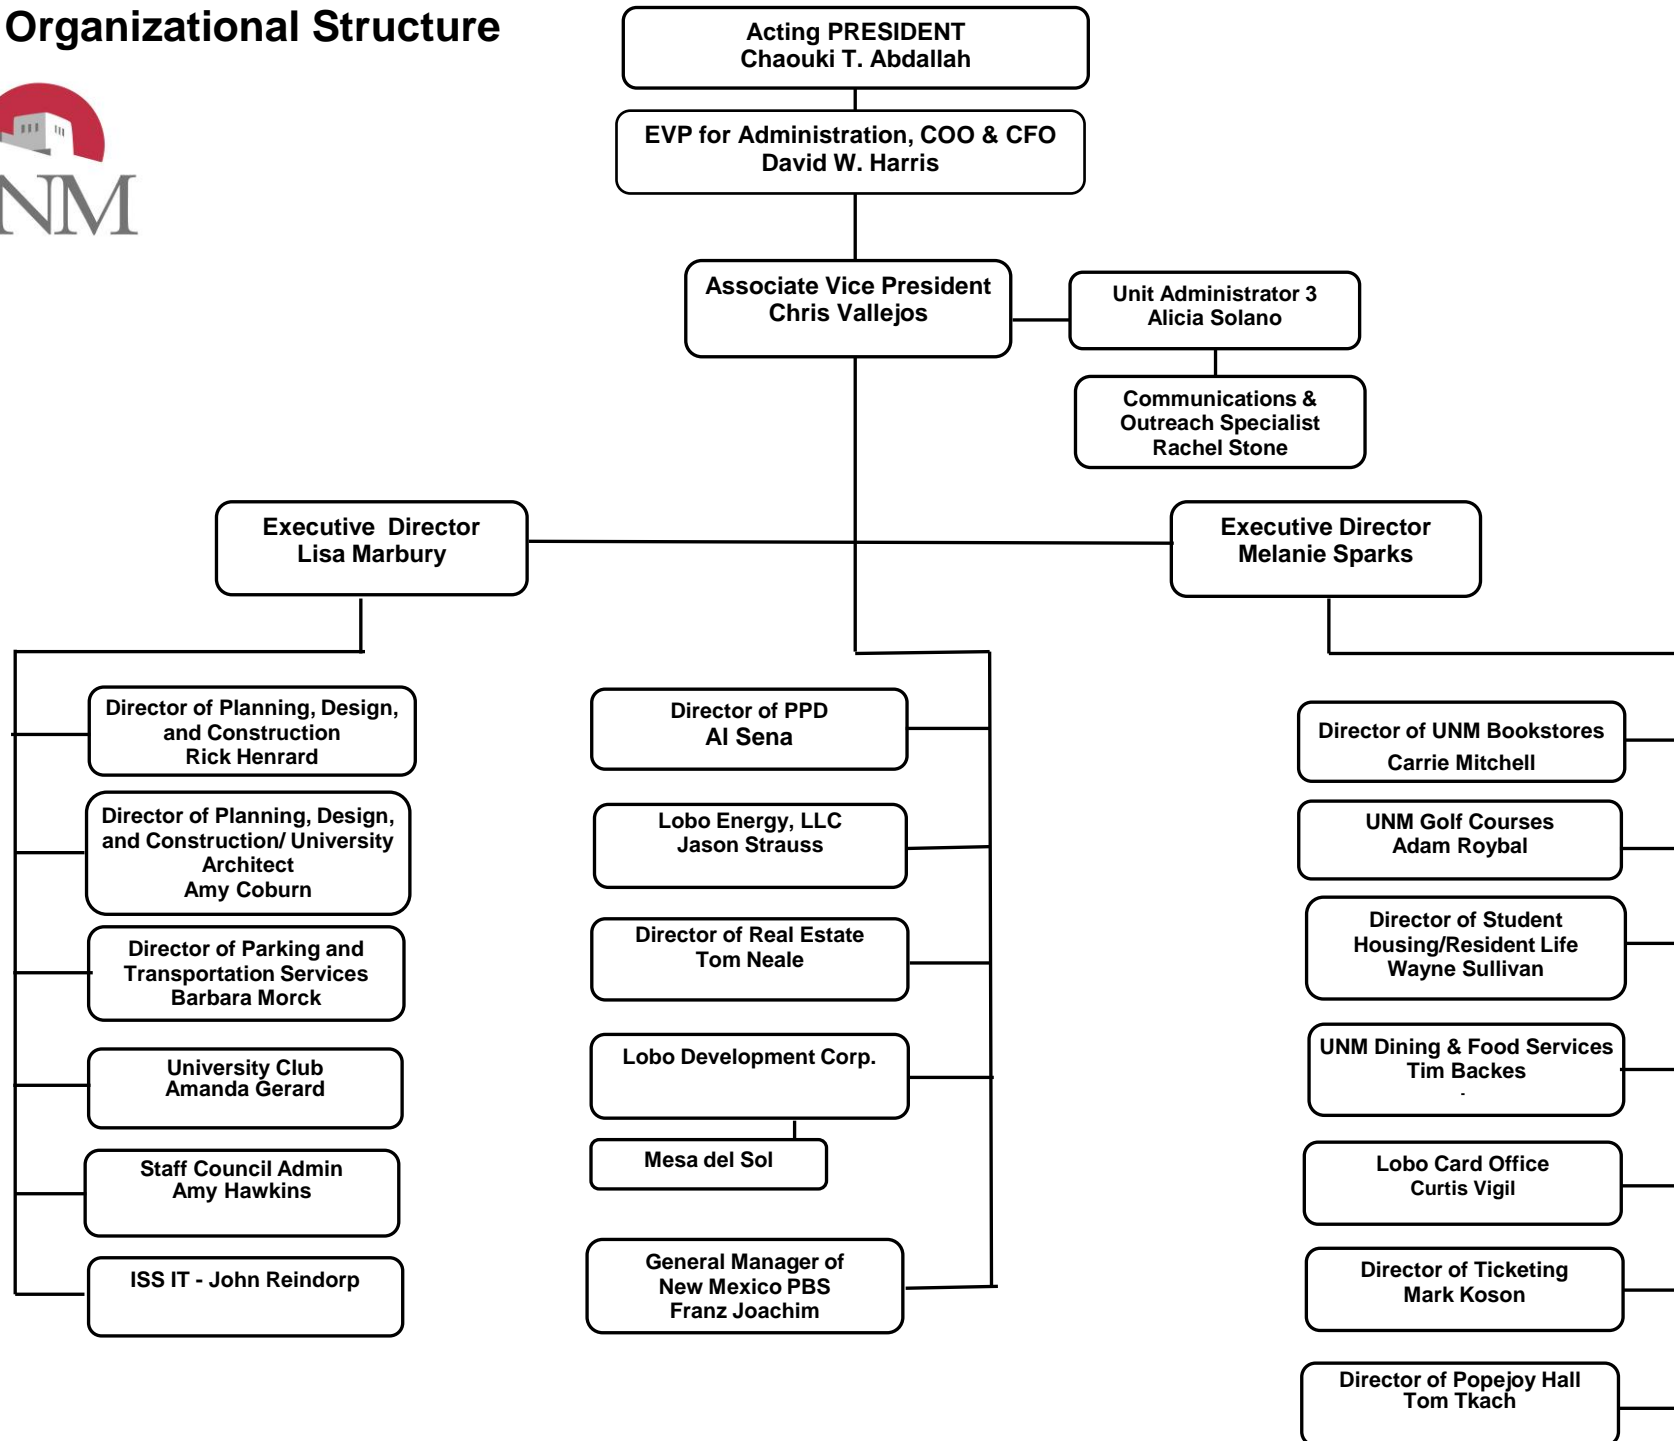 Organizational Structure
NM
Acting PRESIDENT
Chaouki T. Abdallah
EVP for Administration, COO & CFO
David W. Harris
Associate Vice President
Chris Vallejos
Unit Administrator 3
Alicia Solano
Communications &
Outreach Specialist
Rachel Stone
Executive  Director
Lisa Marbury
Executive Director
Melanie Sparks
Director of Planning, Design,
and Construction
Rick Henrard
Director of Planning, Design,
and Construction/ University
Architect
Amy Coburn
Director of Parking and
Transportation Services
Barbara Morck
University Club
Amanda Gerard
Staff Council Admin
Amy Hawkins
ISS IT - John Reindorp
Director of PPD
Al Sena
Lobo Energy, LLC
Jason Strauss
Director of Real Estate
Tom Neale
Lobo Development Corp.
Mesa del Sol
General Manager of
New Mexico PBS
Franz Joachim
Director of UNM Bookstores
Carrie Mitchell
UNM Golf Courses
Adam Roybal
Director of Student
Housing/Resident Life
Wayne Sullivan
UNM Dining & Food Services
Tim Backes
-
Lobo Card Office
Curtis Vigil
Director of Ticketing
Mark Koson
Director of Popejoy Hall
Tom Tkach